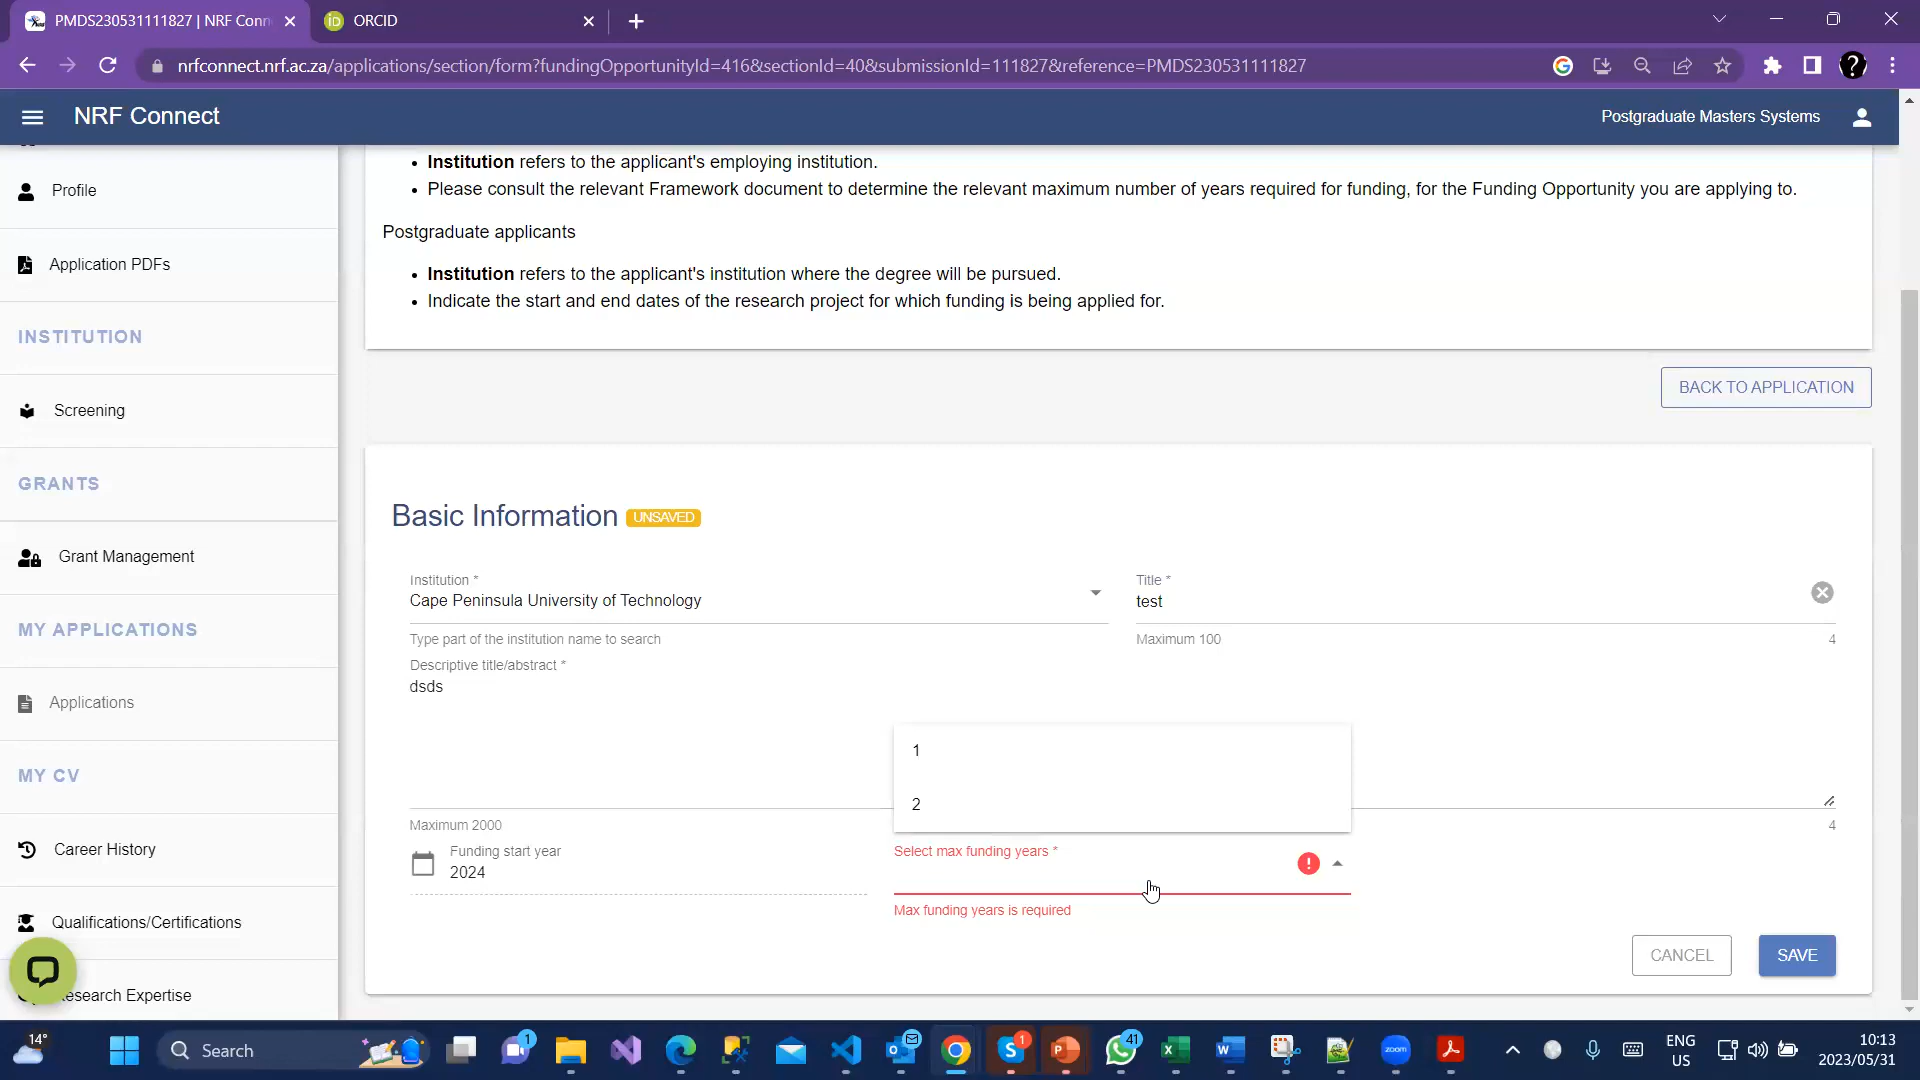 PMDS230531111827 | NRF Conn
ORCID
nrfconnect.nrf.ac.za/applications/section/form?fundingOpportunityId=416&sectionId=40&submissionId=111827&reference=PMDS230531111827
NRF Connect
Postgraduate Masters Systems
Profile
Application PDFs
INSTITUTION
Screening
GRANTS
Grant Management
MY APPLICATIONS
Applications
MY CV
Career History
Qualifications/Certifications
Research Expertise
Institution refers to the applicant's employing institution.
Please consult the relevant Framework document to determine the relevant maximum number of years required for funding, for the Funding Opportunity you are applying to.
Postgraduate applicants
Institution refers to the applicant's institution where the degree will be pursued.
Indicate the start and end dates of the research project for which funding is being applied for.
BACK TO APPLICATION
Basic Information UNSAVED
Institution *
Cape Peninsula University of Technology
Type part of the institution name to search
Title *
test
Maximum 100
4
Descriptive title/abstract *
dsds
1
2
Maximum 2000
4
Funding start year
2024
Select max funding years *
Max funding years is required
CANCEL
SAVE
14°
Search
1
1
41
zoom
ENG
US
10:13
2023/05/31